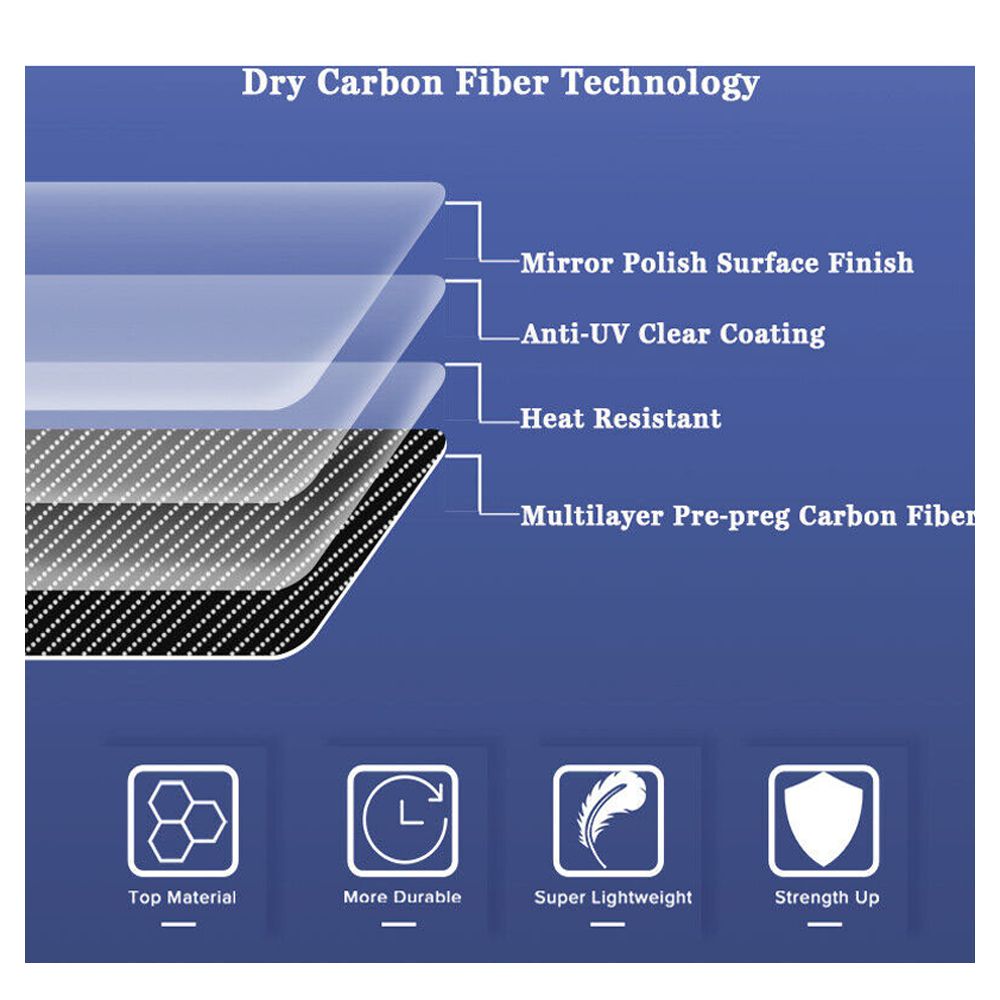 Dry Carbon Fiber Technology
Mirror Polish Surface Finish
Anti-UV Clear Coating
Heat Resistant
Multilayer Pre-preg Carbon Fiber
Top Material
More Durable
Super Lightweight
Strength Up